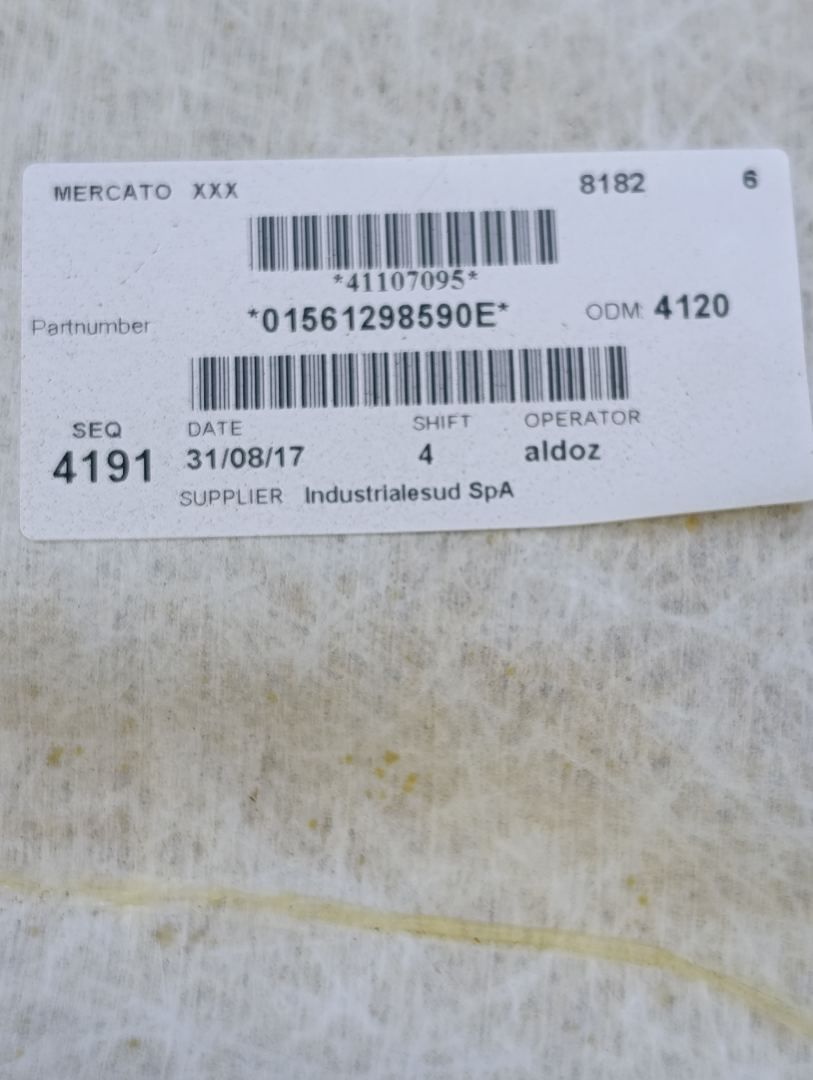 MERCATO XXX 8182 6
*41107095*
Partnumber *01561298590E* ODM: 4120
SEQ DATE SHIFT OPERATOR
4191 31/08/17 4 aldoz
SUPPLIER Industrialesud SpA